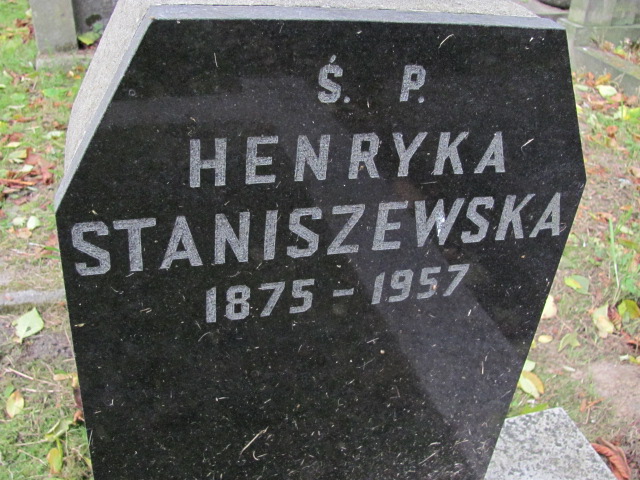 Ś. P.
HENRYKA
STANISZEWSKA
1875 - 1957